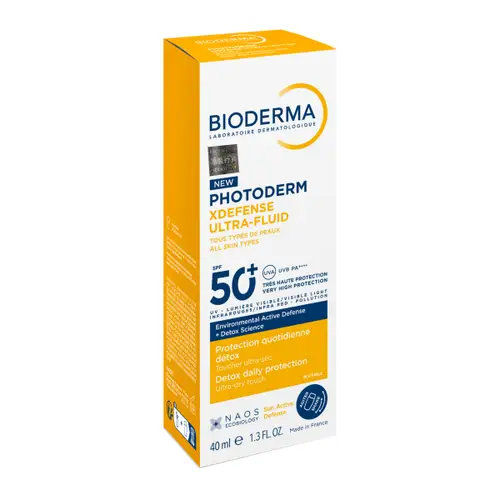 BIODERMA
LABORATOIRE DERMATOLOGIQUE
NEW
PHOTODERM
XDEFENSE
ULTRA-FLUID
TOUS TYPES DE PEAUX
ALL SKIN TYPES
SPF
50+
UVA UVB PA++++
TRÈS HAUTE PROTECTION
VERY HIGH PROTECTION
UV - LUMIÈRE VISIBLE/VISIBLE LIGHT
INFRAROUGES/INFRA RED - POLLUTION
Environmental Active Defense
+ Detox Science
Protection quotidienne
détox
Toucher ultra-sec
Detox daily protection
Ultra-dry touch
INVISIBLE
NAOS
ECOBIOLOGY
Sun Active
Defense
40 ml e 1.3 FL.OZ.
Made in France